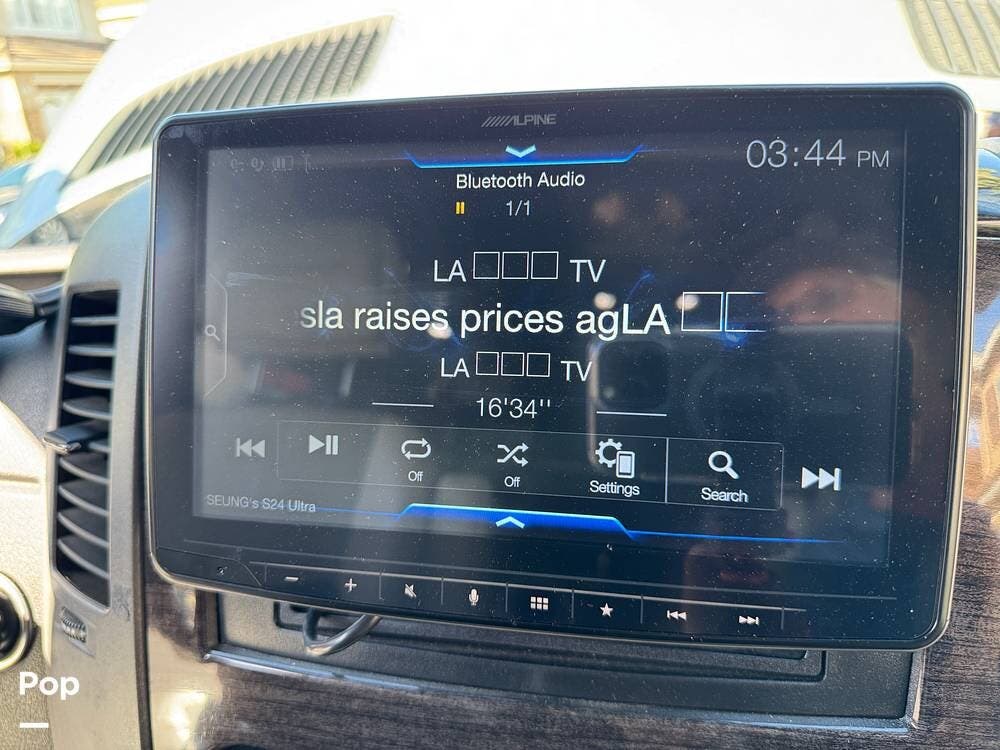 ALPINE
03:44 PM
Bluetooth Audio
1/1
LA □□□ TV
sla raises prices agLA □□
LA □□□ TV
16'34''
Off
Off
Settings
Search
SEUNG's S24 Ultra
Pop